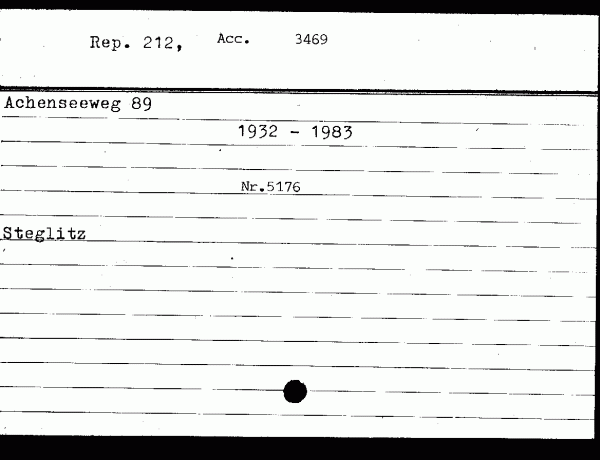 Rep. 212, Acc. 3469
Achenseeweg 89
1932 - 1983
Nr.5176
Steglitz